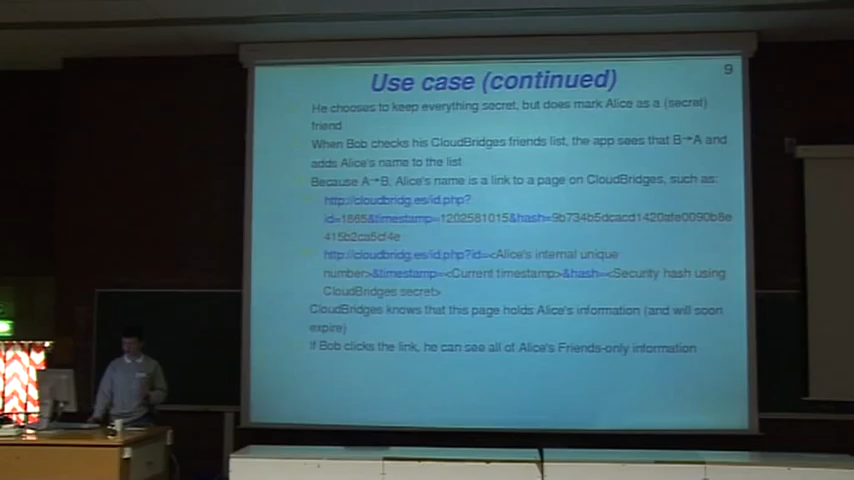 9
Use case (continued)
He chooses to keep everything secret, but does mark Alice as a (secret)
friend
When Bob checks his CloudBridges friends list, the app sees that B→A and
adds Alice's name to the list
Because A→B, Alice's name is a link to a page on CloudBridges, such as:
http://cloudbridg.es/id.php?
id=1865&timestamp=1202581015&hash=9b734b5dcacd1420afe0090b8e
415b2ca5cf4e
http://cloudbridg.es/id.php?id=<Alice's internal unique
number>&timestamp=<Current timestamp>&hash=<Security hash using
CloudBridges secret>
CloudBridges knows that this page holds Alice's information (and will soon
expire)
If Bob clicks the link, he can see all of Alice's Friends-only information